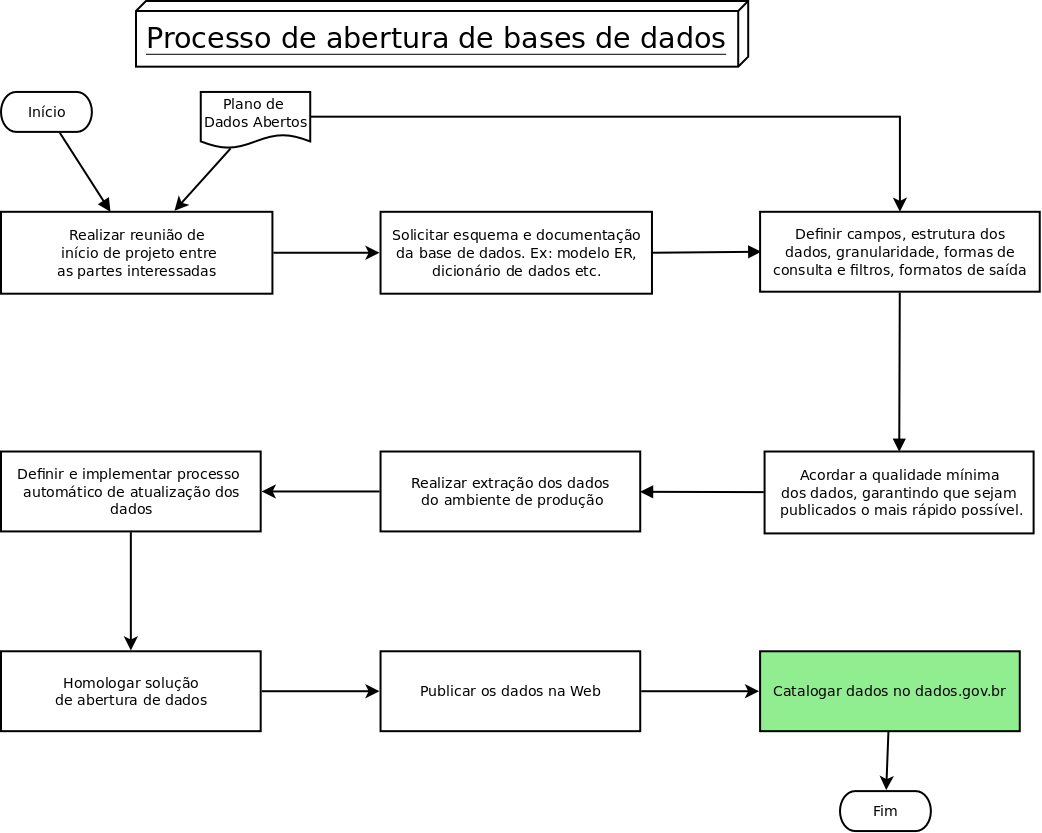 Processo de abertura de bases de dados
Início
Plano de
Dados Abertos
Realizar reunião de
início de projeto entre
as partes interessadas
Solicitar esquema e documentação
da base de dados. Ex: modelo ER,
dicionário de dados etc.
Definir campos, estrutura dos
dados, granularidade, formas de
consulta e filtros, formatos de saída
Definir e implementar processo
automático de atualização dos
dados
Realizar extração dos dados
do ambiente de produção
Acordar a qualidade mínima
dos dados, garantindo que sejam
publicados o mais rápido possível.
Homologar solução
de abertura de dados
Publicar os dados na Web
Catalogar dados no dados.gov.br
Fim